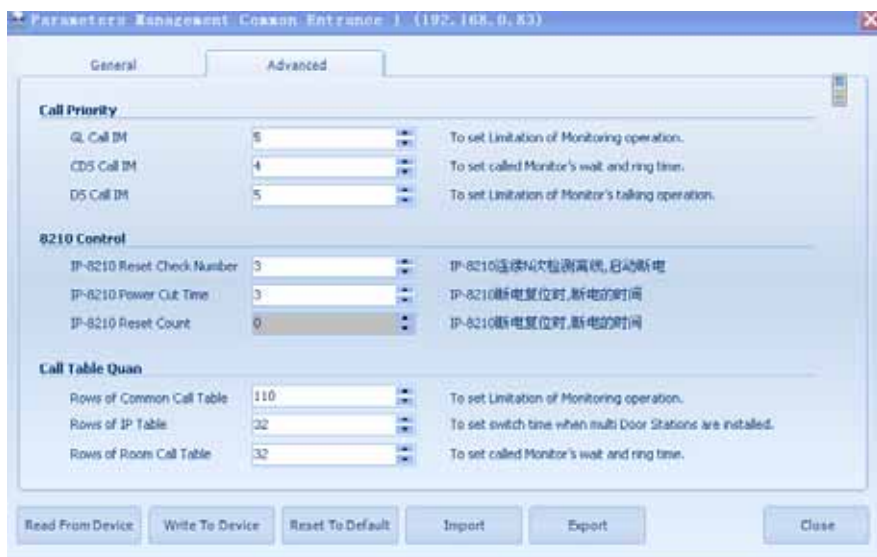 Parameters Management Common Entrance 1 (192.168.0.83)
General Advanced
Call Priority
GL Call IM 5 To set Limitation of Monitoring operation.
CDS Call IM 4 To set called Monitor's wait and ring time.
DS Call IM 5 To set Limitation of Monitor's talking operation.
8210 Control
IP-8210 Reset Check Number 3 IP-8210连续N次检测离线,启动断电
IP-8210 Power Cut Time 3 IP-8210断电复位时,断电的时间
IP-8210 Reset Count 0 IP-8210断电复位时,断电的时间
Call Table Quan
Rows of Common Call Table 110 To set Limitation of Monitoring operation.
Rows of IP Table 32 To set switch time when multi Door Stations are installed.
Rows of Room Call Table 32 To set called Monitor's wait and ring time.
Read From Device Write To Device Reset To Default Import Export Close